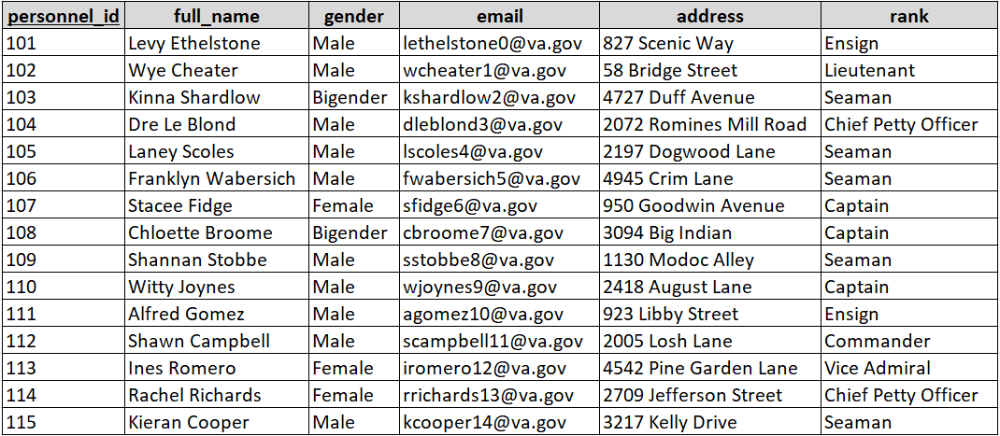 personnel_id full_name gender email address rank
101 Levy Ethelstone Male lethelstone0@va.gov 827 Scenic Way Ensign
102 Wye Cheater Male wcheater1@va.gov 58 Bridge Street Lieutenant
103 Kinna Shardlow Bigender kshardlow2@va.gov 4727 Duff Avenue Seaman
104 Dre Le Blond Male dleblond3@va.gov 2072 Romines Mill Road Chief Petty Officer
105 Laney Scoles Male lscoles4@va.gov 2197 Dogwood Lane Seaman
106 Franklyn Wabersich Male fwabersich5@va.gov 4945 Crim Lane Seaman
107 Stacee Fidge Female sfidge6@va.gov 950 Goodwin Avenue Captain
108 Chloette Broome Bigender cbroome7@va.gov 3094 Big Indian Captain
109 Shannan Stobbe Male sstobbe8@va.gov 1130 Modoc Alley Seaman
110 Witty Joynes Male wjoynes9@va.gov 2418 August Lane Captain
111 Alfred Gomez Male agomez10@va.gov 923 Libby Street Ensign
112 Shawn Campbell Male scampbell11@va.gov 2005 Losh Lane Commander
113 Ines Romero Female iromero12@va.gov 4542 Pine Garden Lane Vice Admiral
114 Rachel Richards Female rrichards13@va.gov 2709 Jefferson Street Chief Petty Officer
115 Kieran Cooper Male kcooper14@va.gov 3217 Kelly Drive Seaman